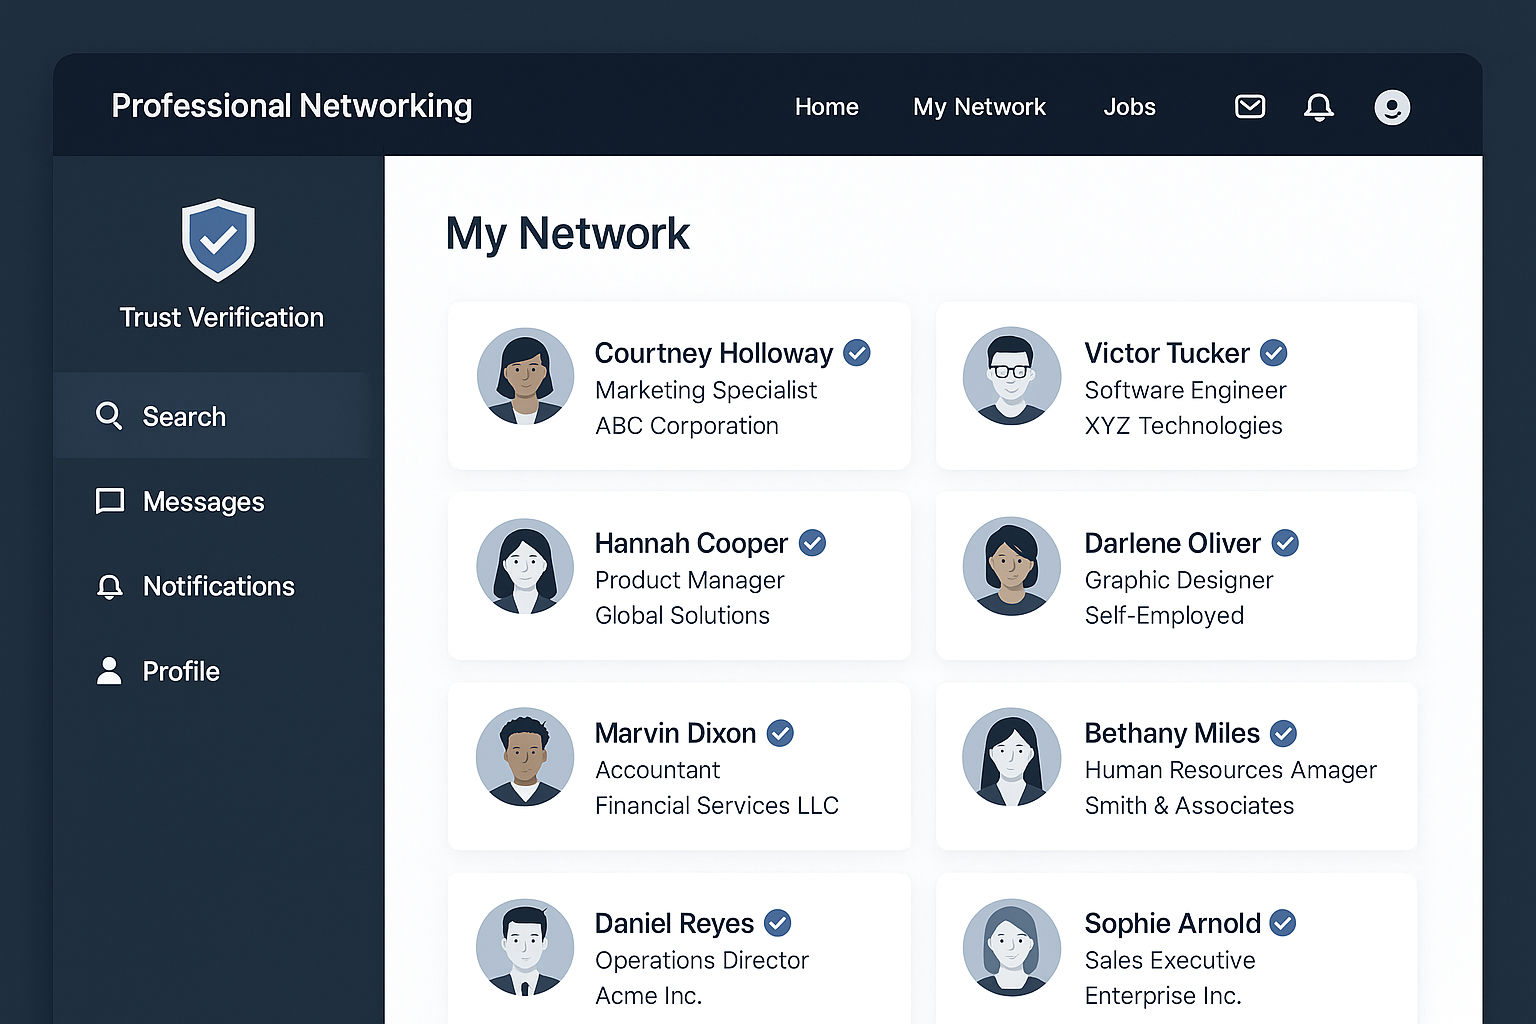 Professional Networking
Home
My Network
Jobs
Trust Verification
Search
Messages
Notifications
Profile
My Network
Courtney Holloway
Marketing Specialist
ABC Corporation
Victor Tucker
Software Engineer
XYZ Technologies
Hannah Cooper
Product Manager
Global Solutions
Darlene Oliver
Graphic Designer
Self-Employed
Marvin Dixon
Accountant
Financial Services LLC
Bethany Miles
Human Resources Amager
Smith & Associates
Daniel Reyes
Operations Director
Acme Inc.
Sophie Arnold
Sales Executive
Enterprise Inc.